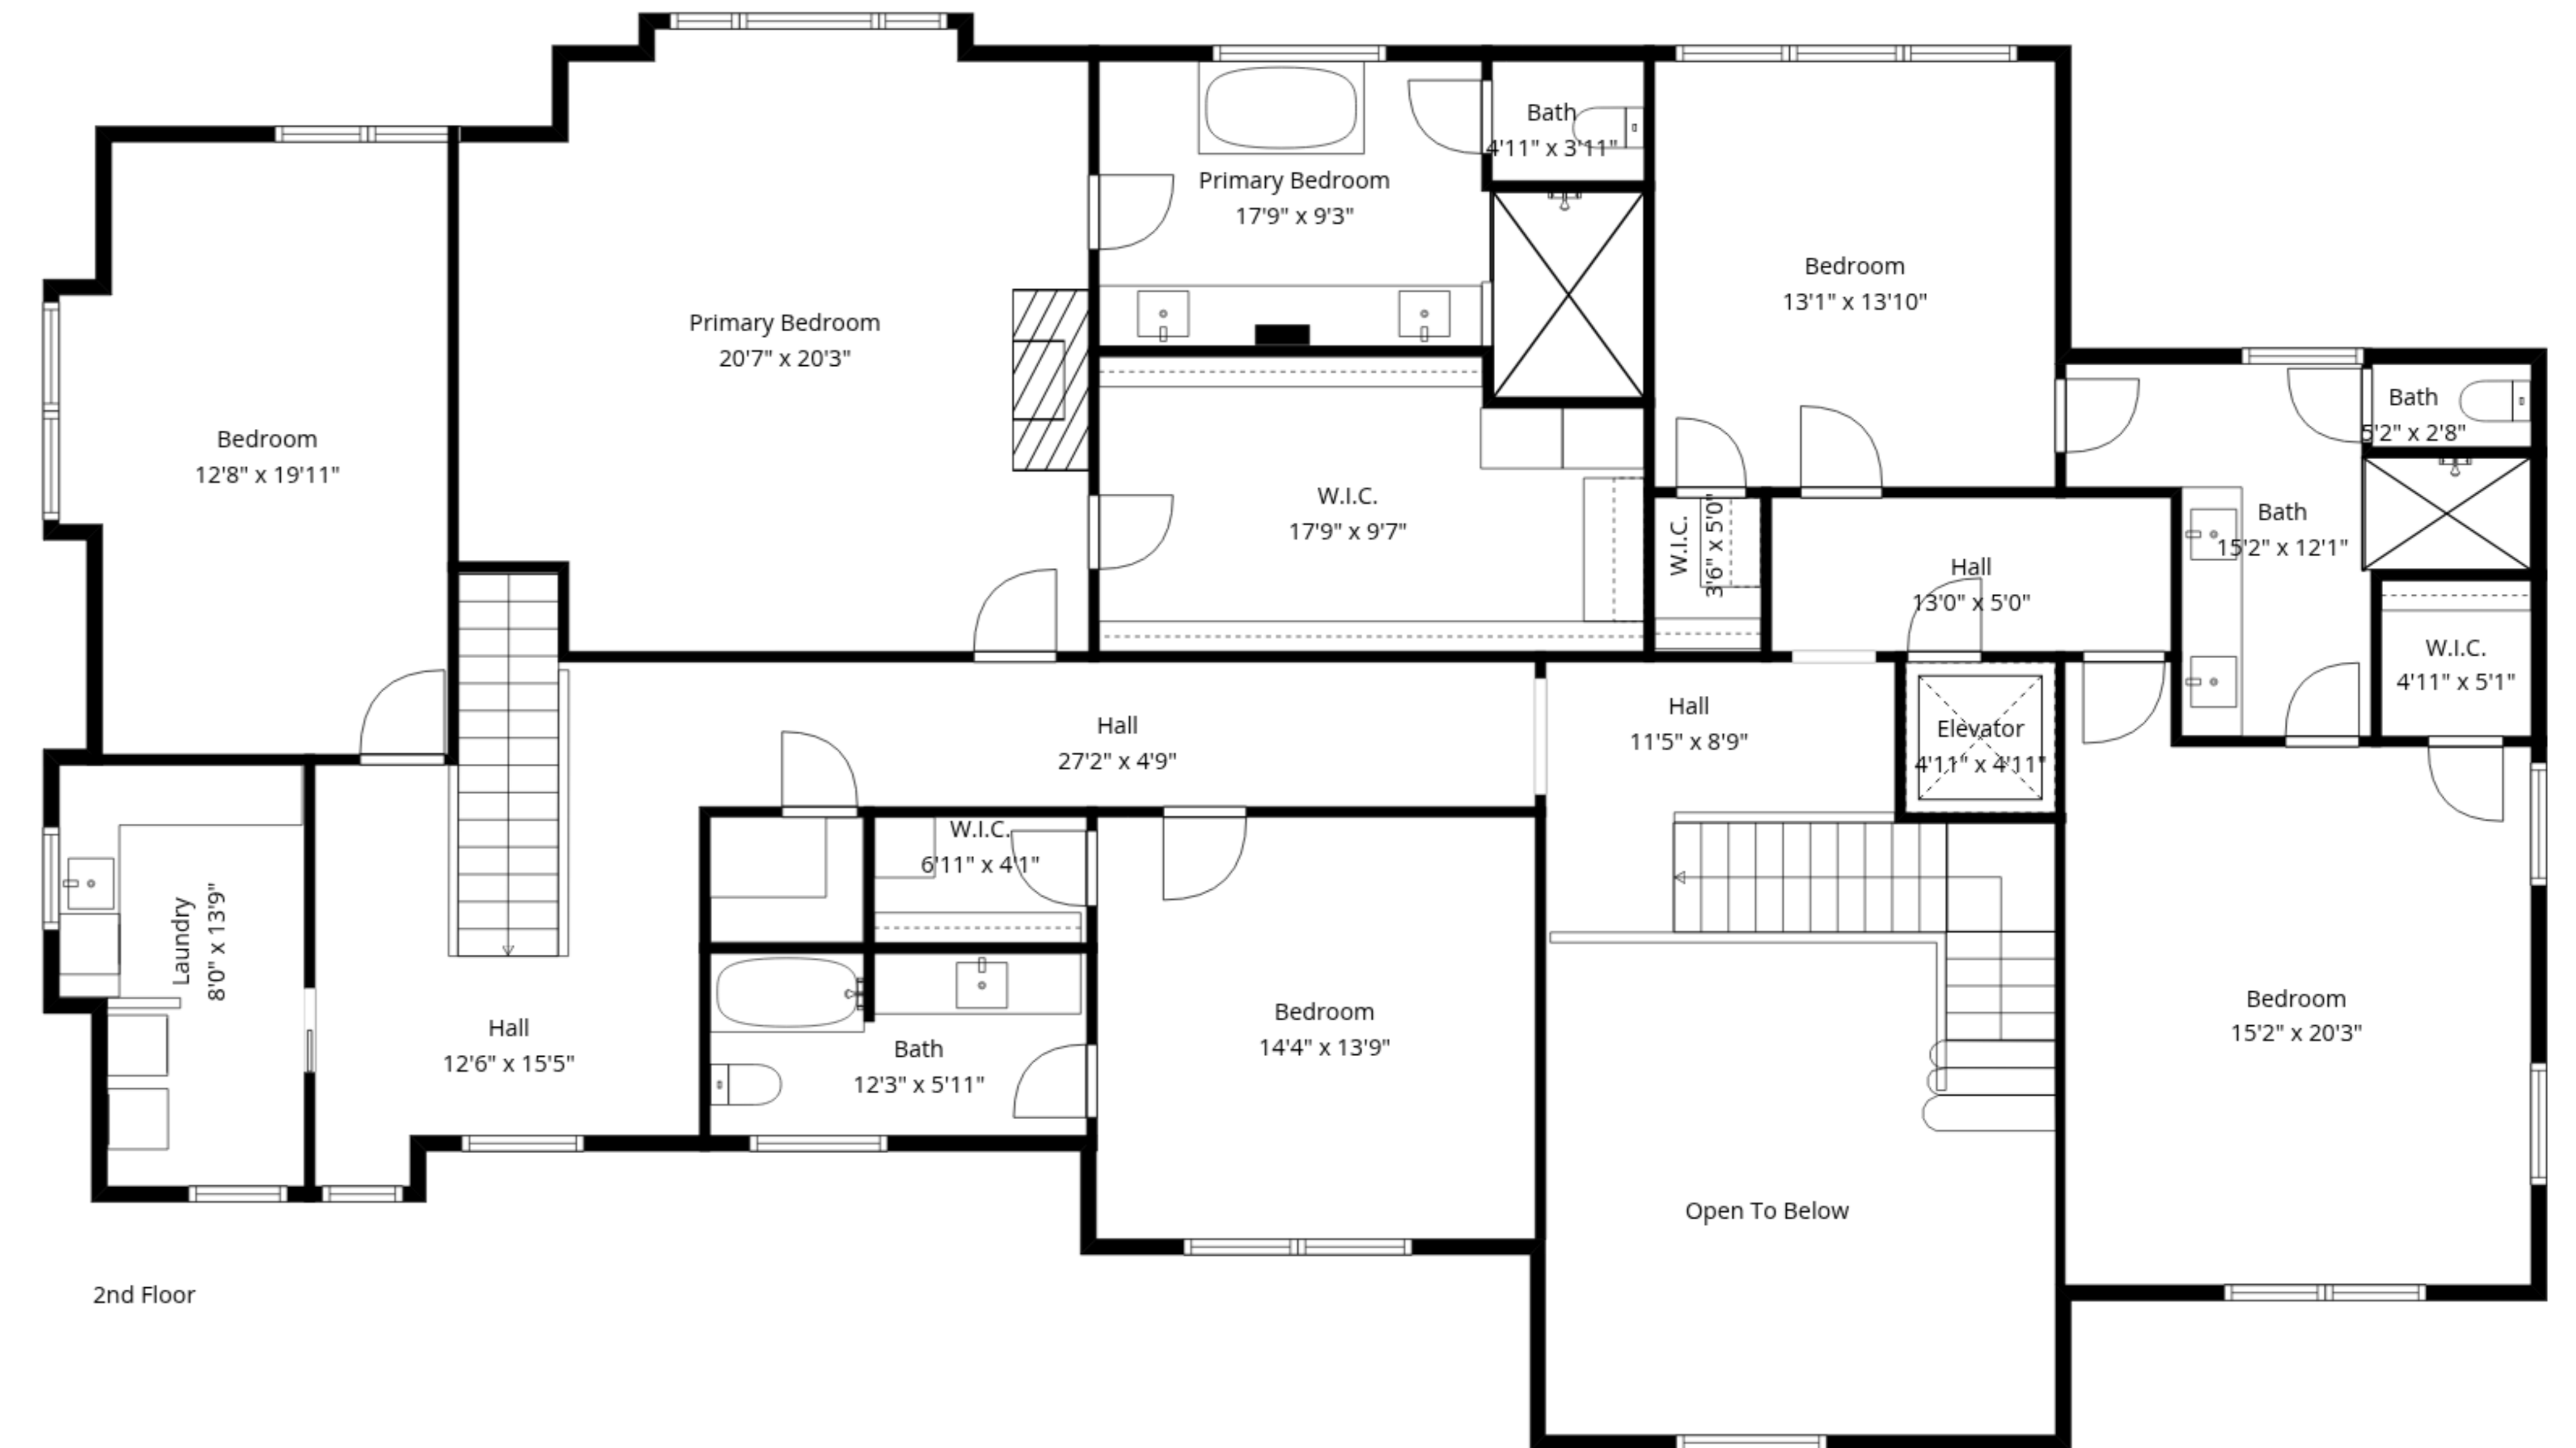 Bath
4'11" x 3'11"
Primary Bedroom
17'9" x 9'3"
Bedroom
13'1" x 13'10"
Primary Bedroom
20'7" x 20'3"
Bath
5'2" x 2'8"
Bedroom
12'8" x 19'11"
W.I.C.
17'9" x 9'7"
W.I.C.
3'6" x 5'0"
Bath
15'2" x 12'1"
Hall
13'0" x 5'0"
W.I.C.
4'11" x 5'1"
Hall
27'2" x 4'9"
Hall
11'5" x 8'9"
Elevator
4'11" x 4'11"
W.I.C.
6'11" x 4'1"
Laundry
8'0" x 13'9"
Hall
12'6" x 15'5"
Bath
12'3" x 5'11"
Bedroom
14'4" x 13'9"
Bedroom
15'2" x 20'3"
Open To Below
2nd Floor